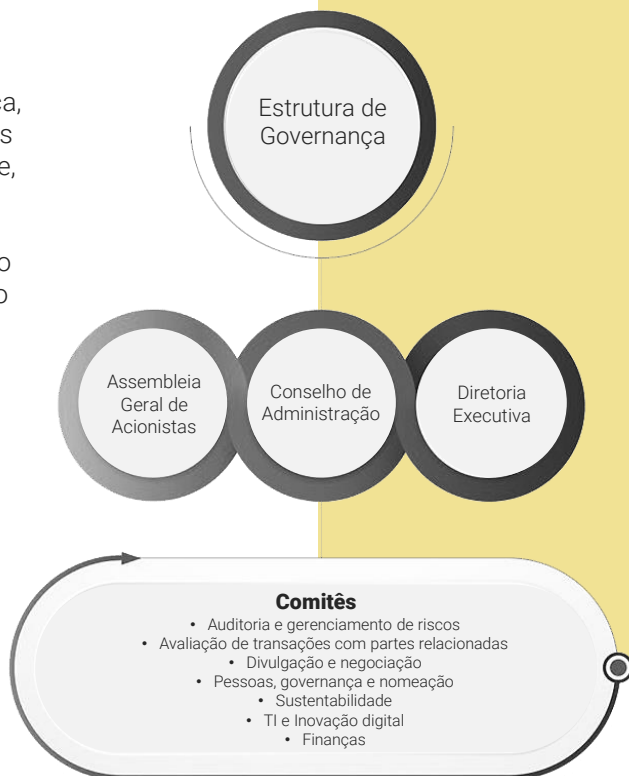 Estrutura de
Governança
Assembleia
Geral de
Acionistas
Conselho de
Administração
Diretoria
Executiva
Comitês
• Auditoria e gerenciamento de riscos
• Avaliação de transações com partes relacionadas
• Divulgação e negociação
• Pessoas, governança e nomeação
• Sustentabilidade
• TI e Inovação digital
• Finanças